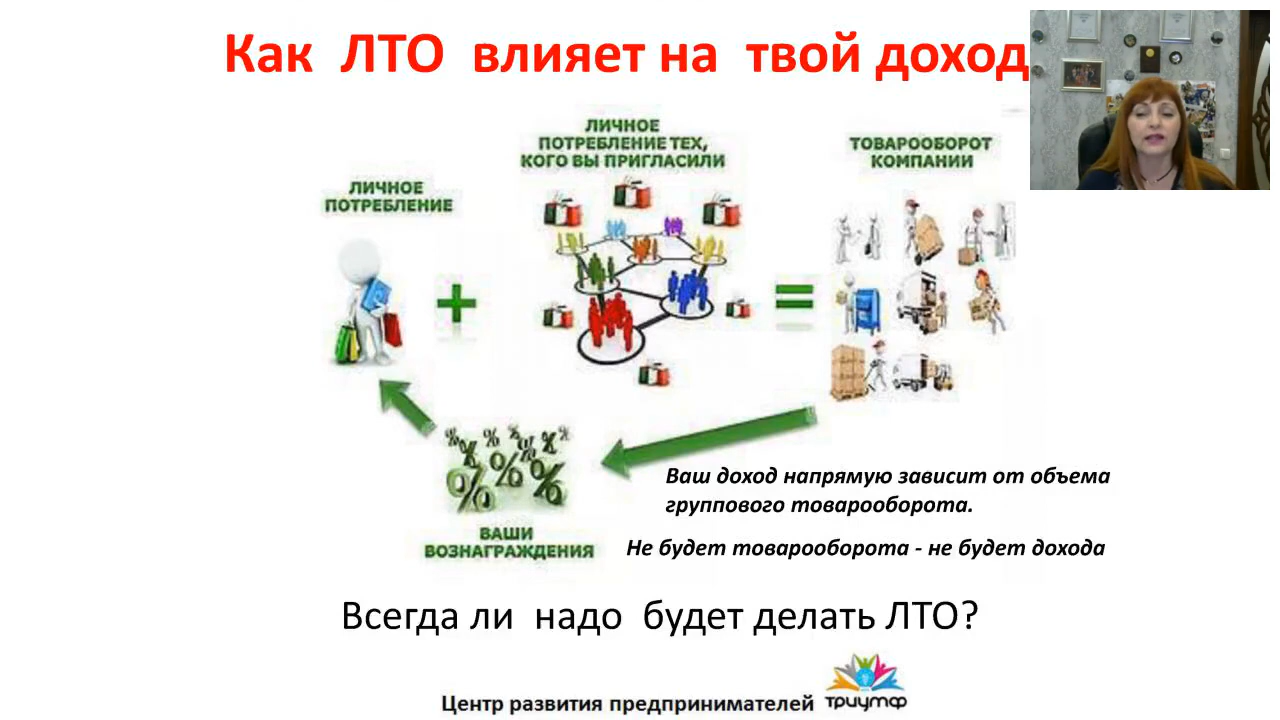 Как ЛТО влияет на твой доход
ЛИЧНОЕ
ПОТРЕБЛЕНИЕ
ЛИЧНОЕ
ПОТРЕБЛЕНИЕ ТЕХ,
КОГО ВЫ ПРИГЛАСИЛИ
ТОВАРООБОРОТ
КОМПАНИИ
+
=
% % % % %
% % % %
ВАШИ
ВОЗНАГРАЖДЕНИЯ
Ваш доход напрямую зависит от объема
группового товарооборота.
Не будет товарооборота - не будет дохода
Всегда ли надо будет делать ЛТО?
Центр развития предпринимателей
триумф